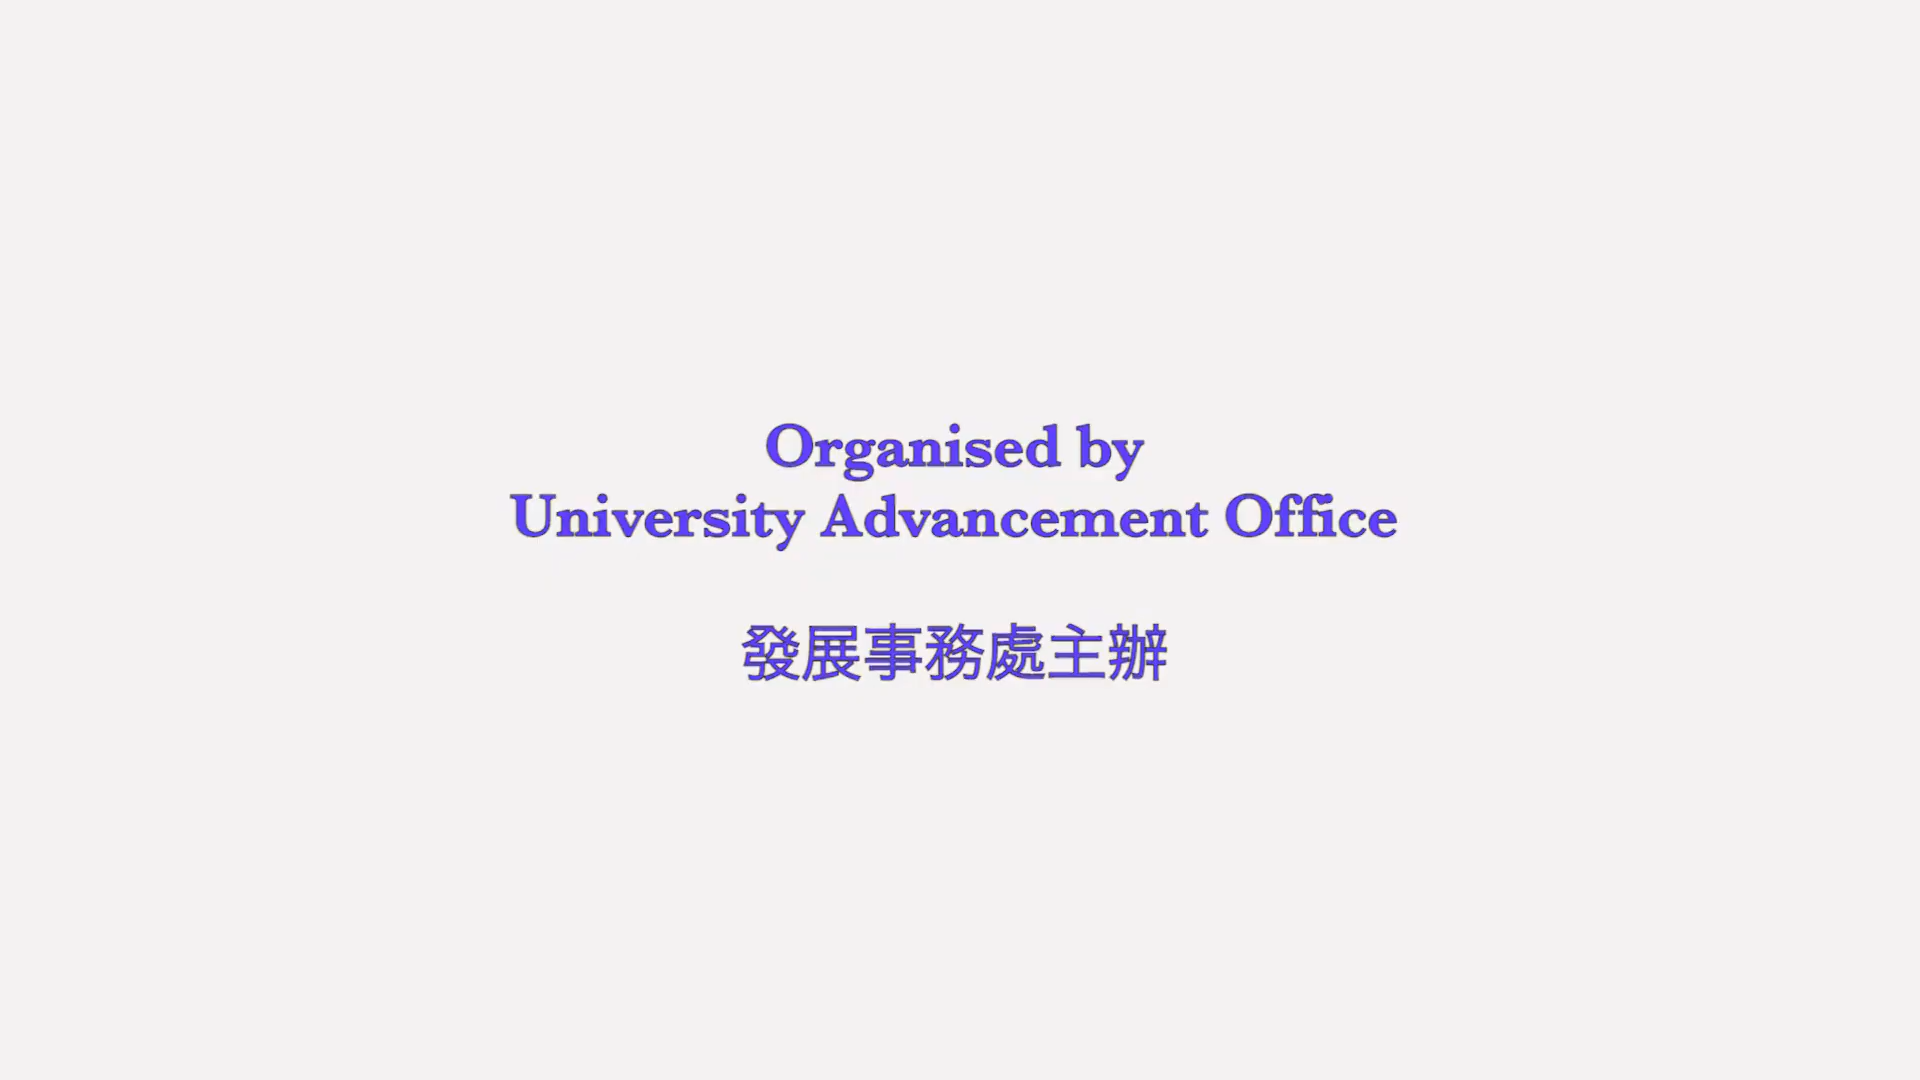 Organised by
University Advancement Office
發展事務處主辦